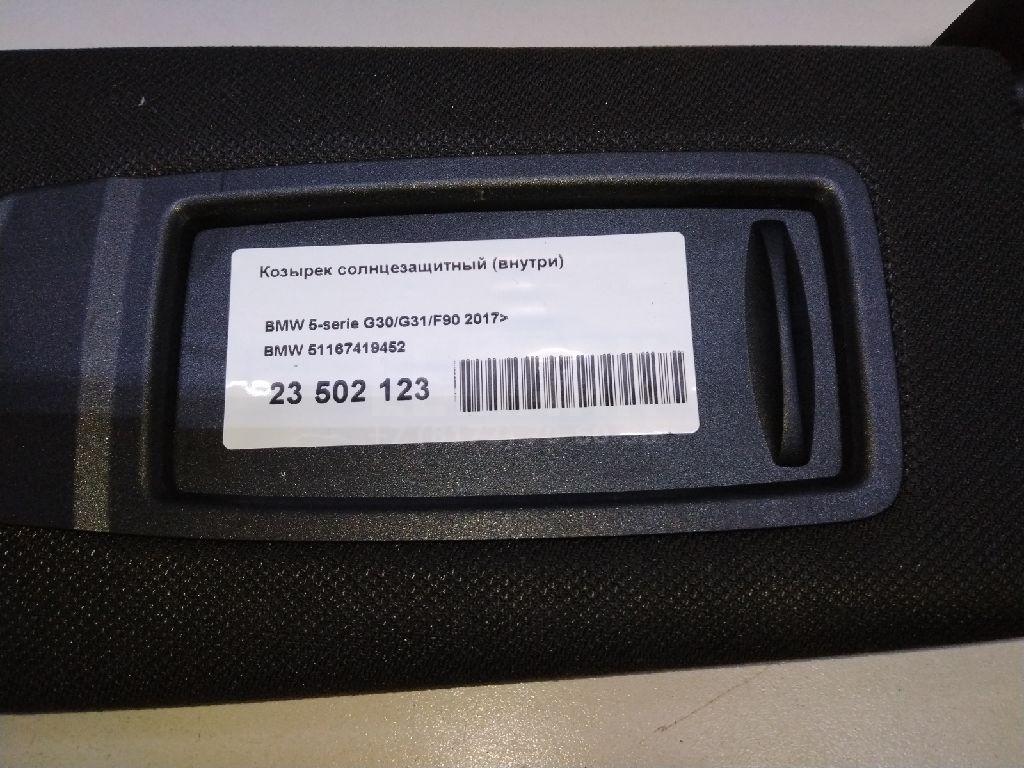 Козырек солнцезащитный (внутри)
BMW 5-serie G30/G31/F90 2017>
BMW 51167419452
23 502 123